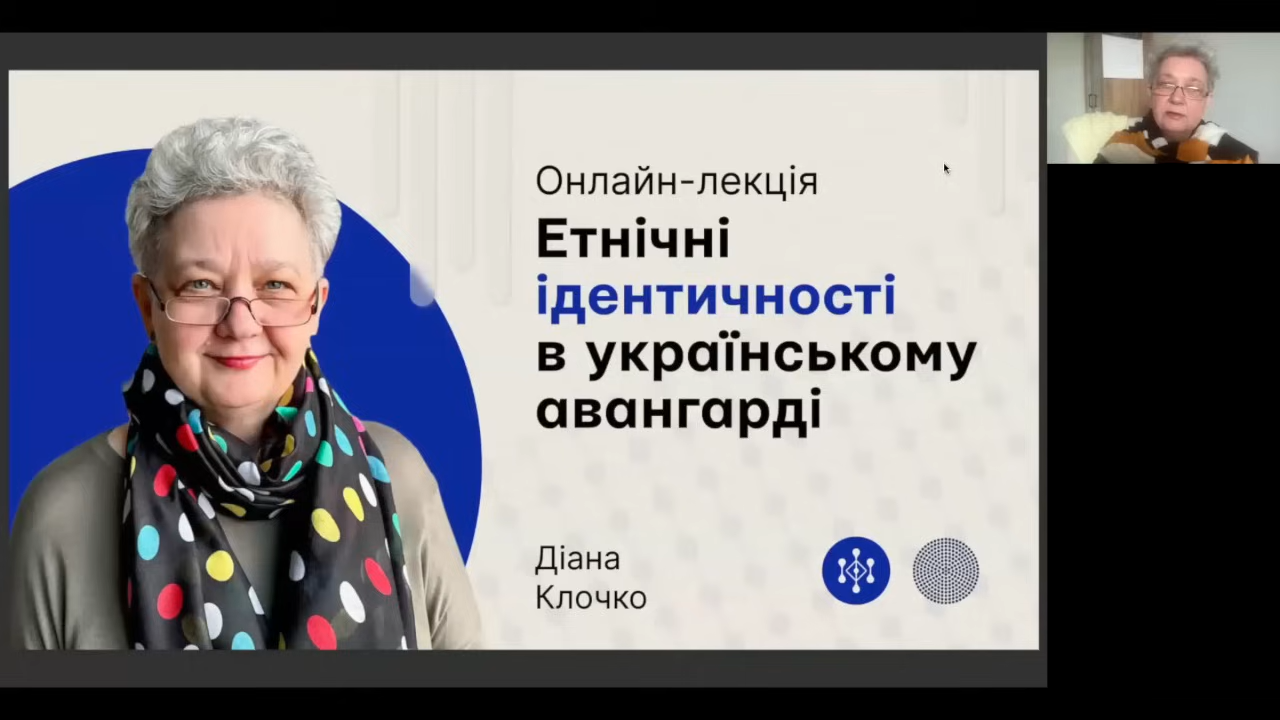 Онлайн-лекція
Етнічні
ідентичності
в українському
авангарді
Діана
Клочко